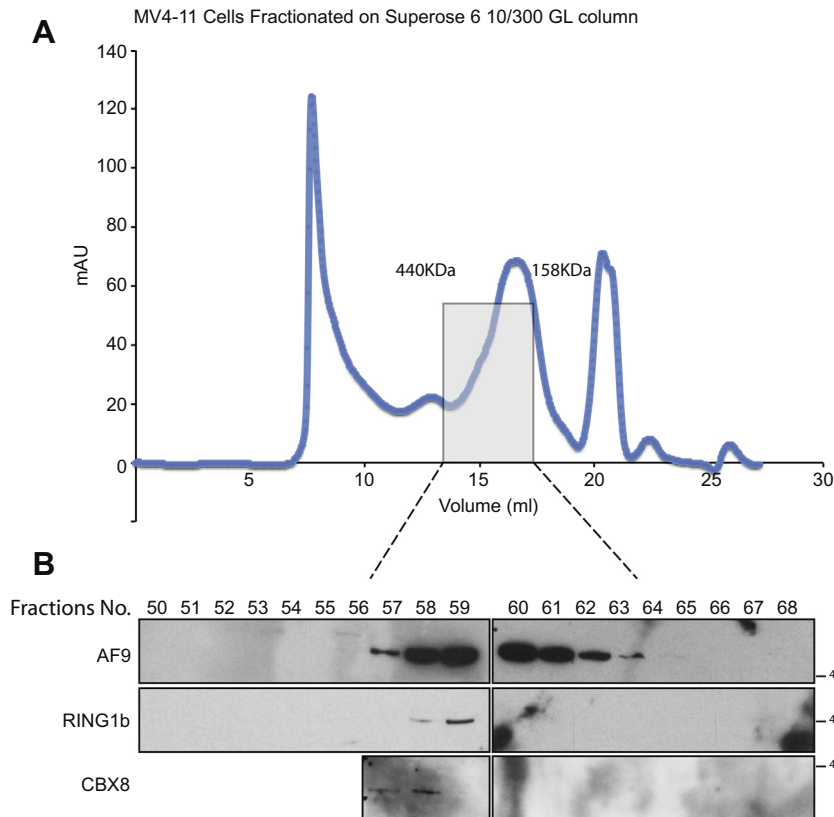 MV4-11 Cells Fractionated on Superose 6 10/300 GL column
A
140
120
100
80
60
40
20
0
mAU
440KDa
158KDa
5
10
15
20
25
30
Volume (ml)
B
Fractions No. 50 51 52 53 54 55 56 57 58 59 60 61 62 63 64 65 66 67 68
AF9
RING1b
CBX8